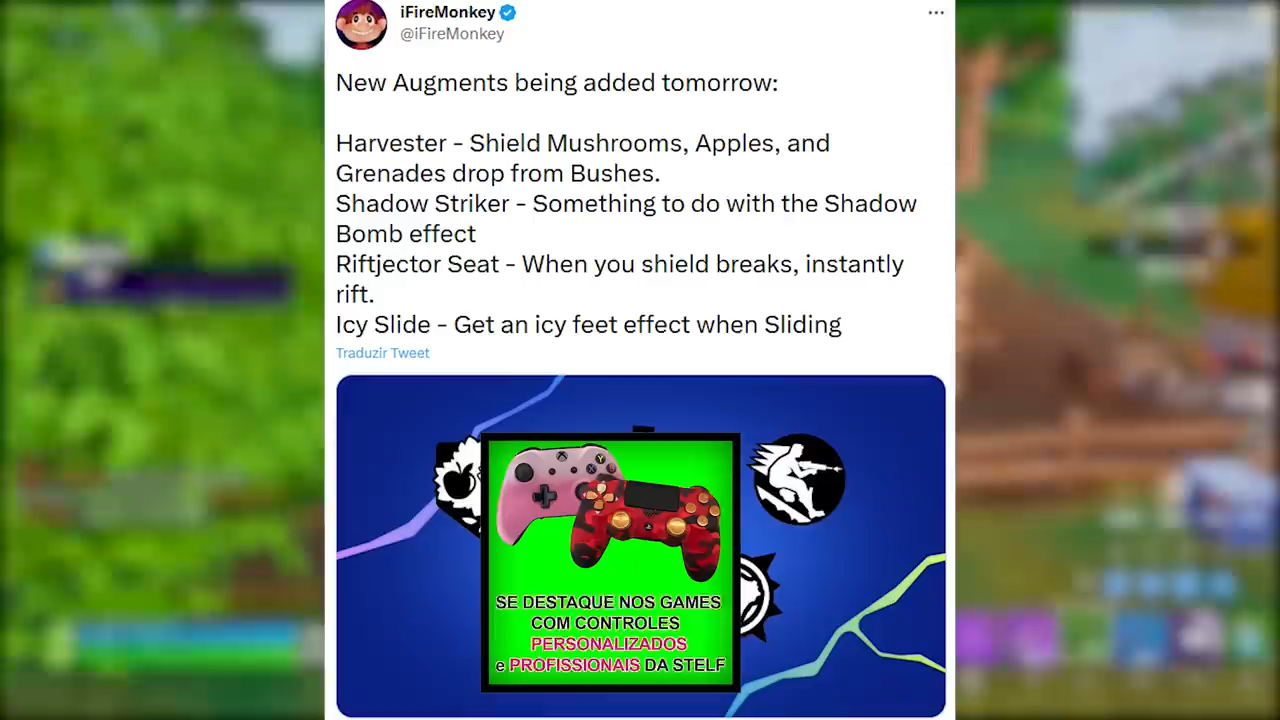 iFireMonkey
@iFireMonkey
New Augments being added tomorrow:
Harvester - Shield Mushrooms, Apples, and
Grenades drop from Bushes.
Shadow Striker - Something to do with the Shadow
Bomb effect
Riftjector Seat - When you shield breaks, instantly
rift.
Icy Slide - Get an icy feet effect when Sliding
Traduzir Tweet
SE DESTAQUE NOS GAMES
COM CONTROLES
PERSONALIZADOS
e PROFISSIONAIS DA STELF